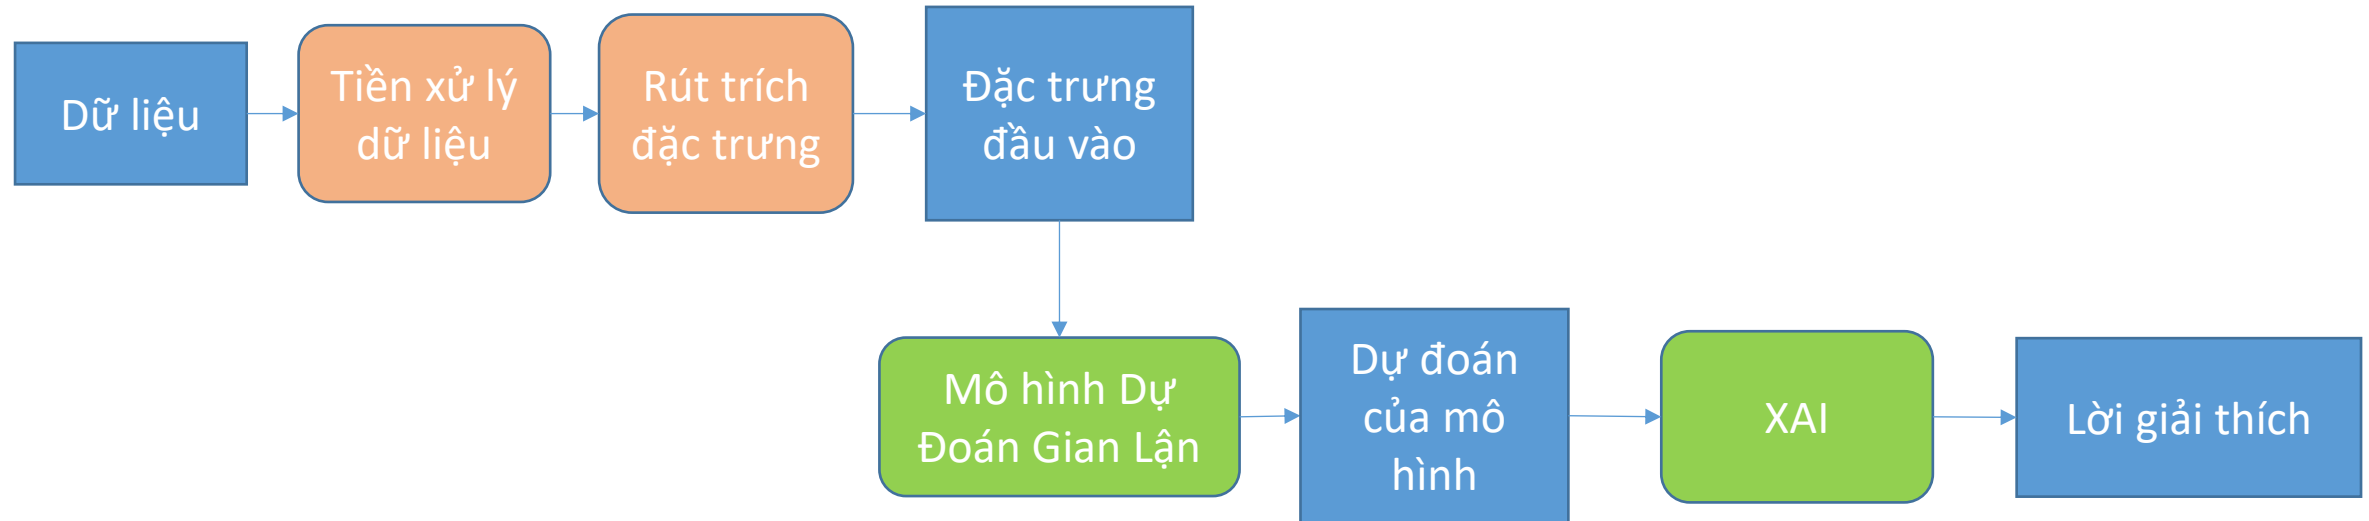 Dữ liệu
Tiền xử lý
dữ liệu
Rút trích
đặc trưng
Đặc trưng
đầu vào
Mô hình Dự
Đoán Gian Lận
Dự đoán
của mô
hình
XAI
Lời giải thích